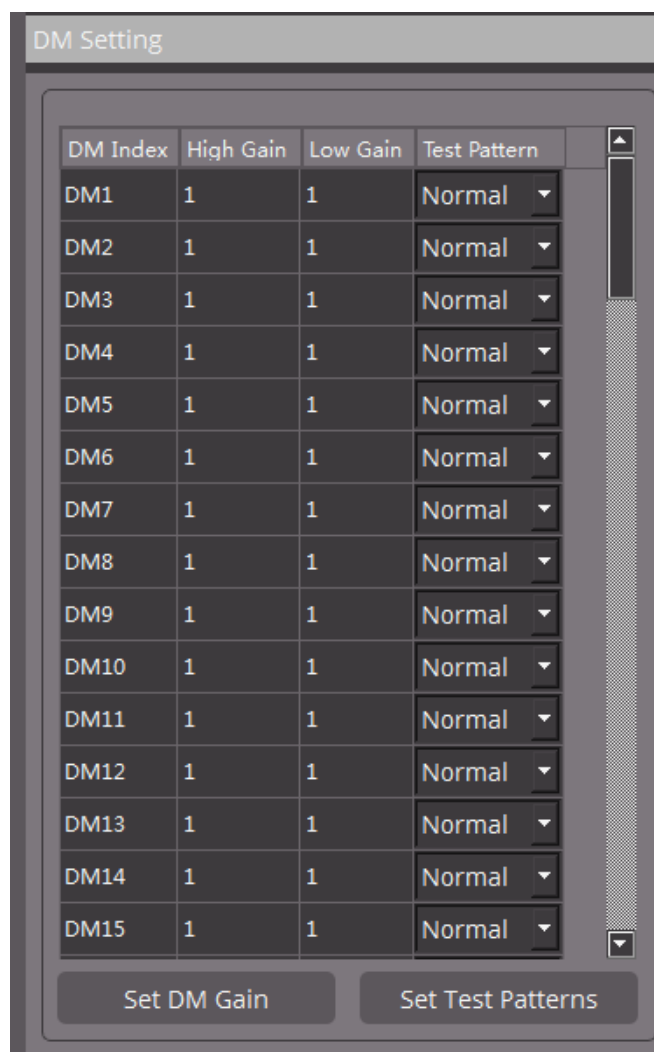 DM Setting
DM Index High Gain Low Gain Test Pattern
DM1 1 1 Normal
DM2 1 1 Normal
DM3 1 1 Normal
DM4 1 1 Normal
DM5 1 1 Normal
DM6 1 1 Normal
DM7 1 1 Normal
DM8 1 1 Normal
DM9 1 1 Normal
DM10 1 1 Normal
DM11 1 1 Normal
DM12 1 1 Normal
DM13 1 1 Normal
DM14 1 1 Normal
DM15 1 1 Normal
Set DM Gain Set Test Patterns